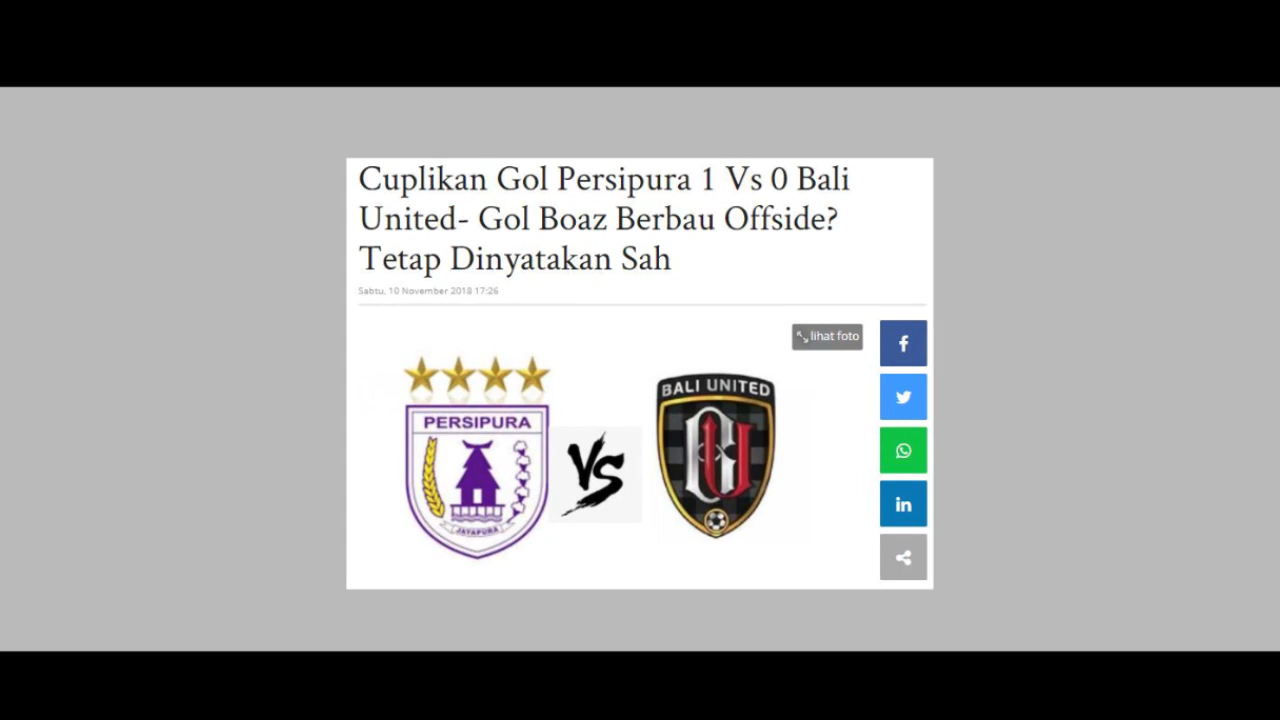 Cuplikan Gol Persipura 1 Vs 0 Bali
United- Gol Boaz Berbau Offside?
Tetap Dinyatakan Sah
Sabtu, 10 November 2018 17:26
lihat foto
PERSIPURA
JAYAPURA
VS
BALI UNITED